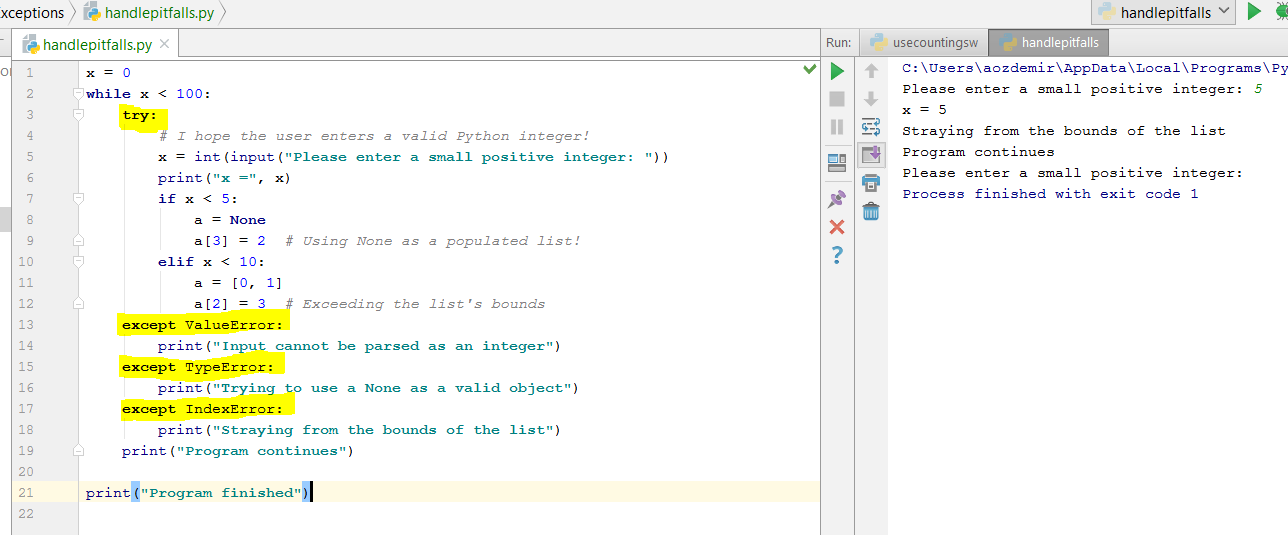 xceptions handlepitfalls.py handlepitfalls
handlepitfalls.py
Run: usecountingsw handlepitfalls
1 x = 0
2 while x < 100:
3 try:
4 # I hope the user enters a valid Python integer!
5 x = int(input("Please enter a small positive integer: "))
6 print("x =", x)
7 if x < 5:
8 a = None
9 a[3] = 2  # Using None as a populated list!
10 elif x < 10:
11 a = [0, 1]
12 a[2] = 3  # Exceeding the list's bounds
13 except ValueError:
14 print("Input cannot be parsed as an integer")
15 except TypeError:
16 print("Trying to use a None as a valid object")
17 except IndexError:
18 print("Straying from the bounds of the list")
19 print("Program continues")
20
21 print("Program finished")
22
C:\Users\aozdemir\AppData\Local\Programs\Py
Please enter a small positive integer: 5
x = 5
Straying from the bounds of the list
Program continues
Please enter a small positive integer:
Process finished with exit code 1